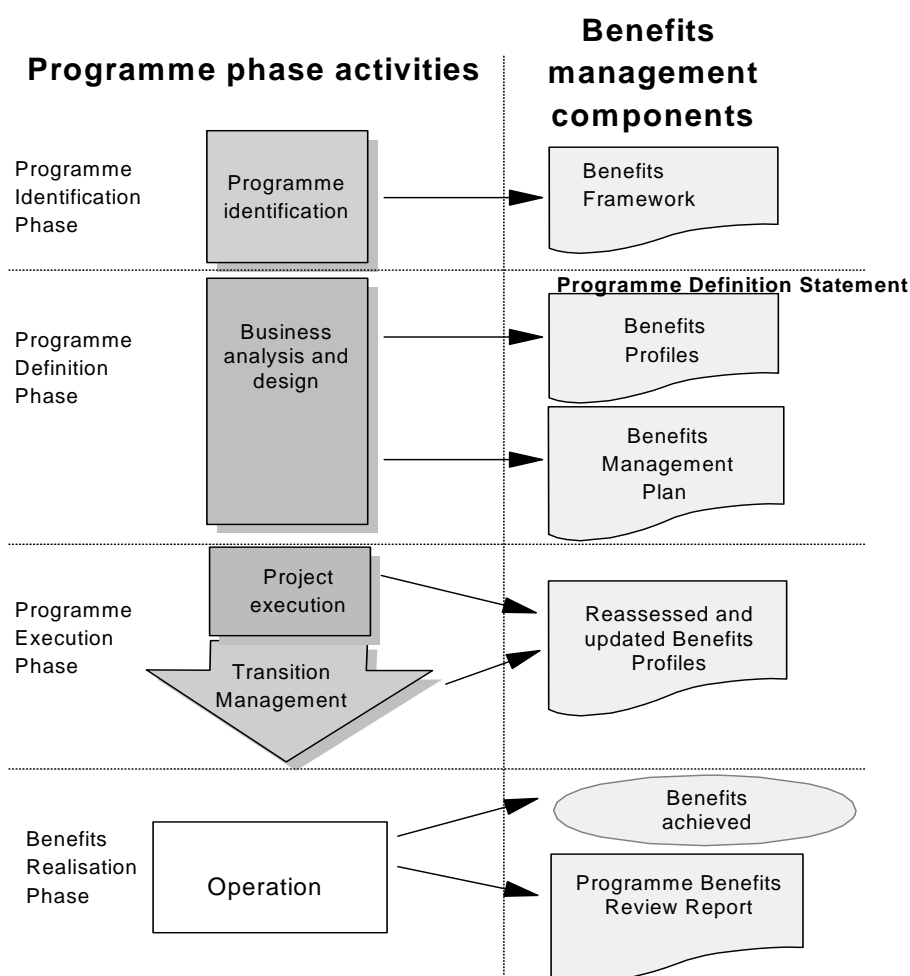 Programme phase activities
Benefits
management
components
Programme
Identification
Phase
Programme
identification
Benefits
Framework
Programme
Definition
Phase
Business
analysis and
design
Programme Definition Statement
Benefits
Profiles
Benefits
Management
Plan
Programme
Execution
Phase
Project
execution
Transition
Management
Reassessed and
updated Benefits
Profiles
Benefits
Realisation
Phase
Operation
Benefits
achieved
Programme Benefits
Review Report